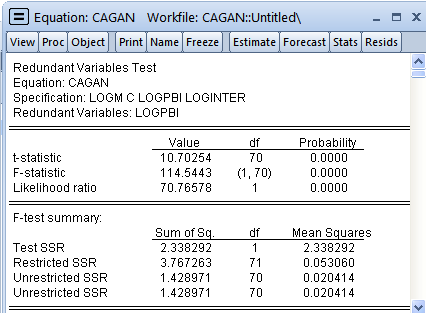 Equation: CAGAN Workfile: CAGAN::Untitled\
View Proc Object Print Name Freeze Estimate Forecast Stats Resids
Redundant Variables Test
Equation: CAGAN
Specification: LOGM C LOGPBI LOGINTER
Redundant Variables: LOGPBI
Value df Probability
t-statistic 10.70254 70 0.0000
F-statistic 114.5443 (1, 70) 0.0000
Likelihood ratio 70.76578 1 0.0000
F-test summary:
Sum of Sq. df Mean Squares
Test SSR 2.338292 1 2.338292
Restricted SSR 3.767263 71 0.053060
Unrestricted SSR 1.428971 70 0.020414
Unrestricted SSR 1.428971 70 0.020414